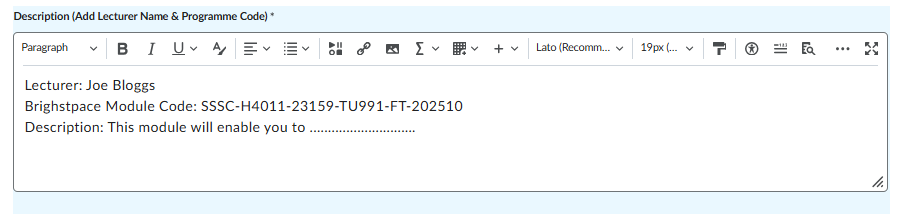 Description (Add Lecturer Name & Programme Code) *
Paragraph B I U A Σ + Lato (Recomm... 19px (... ...
Lecturer: Joe Bloggs
Brighstpace Module Code: SSSC-H4011-23159-TU991-FT-202510
Description: This module will enable you to ............................